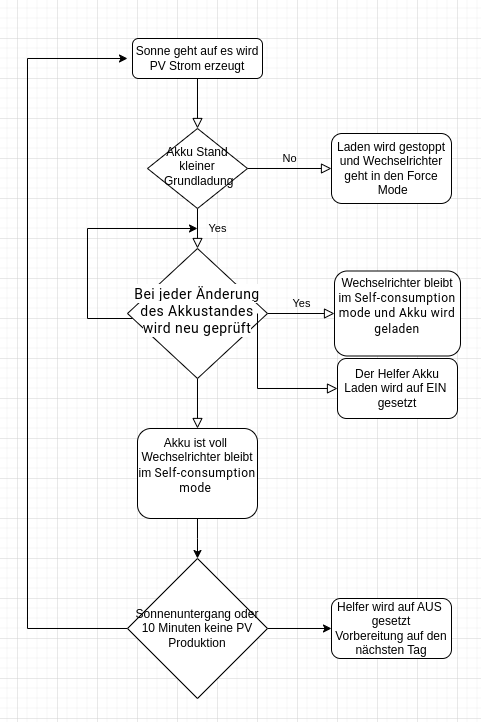 Sonne geht auf es wird
PV Strom erzeugt
Akku Stand
kleiner
Grundladung
No
Laden wird gestoppt
und Wechselrichter
geht in den Force
Mode
Yes
Bei jeder Änderung
des Akkustandes
wird neu geprüft
Yes
Wechselrichter bleibt
im Self-consumption
mode und Akku wird
geladen
Der Helfer Akku
Laden wird auf EIN
gesetzt
Akku ist voll
Wechselrichter bleibt
im Self-consumption
mode
Sonnenuntergang oder
10 Minuten keine PV
Produktion
Helfer wird auf AUS
gesetzt
Vorbereitung auf den
nächsten Tag